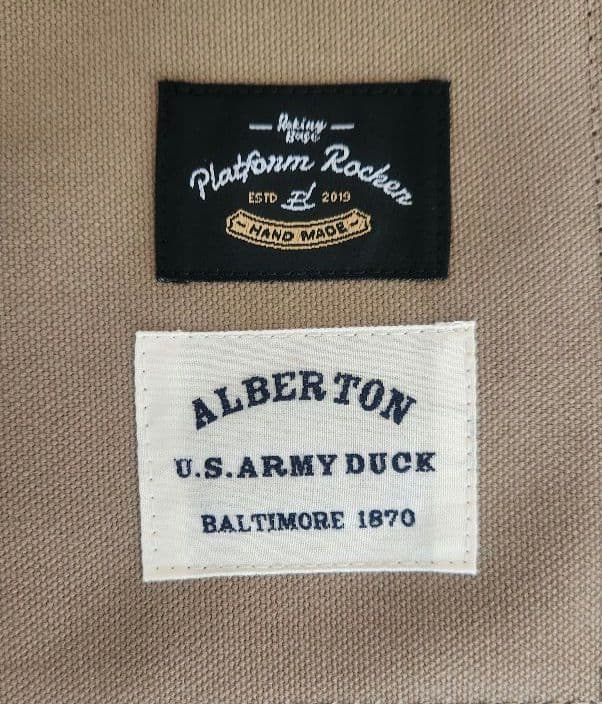 Platform Rocker
ESTD 2019
HAND MADE
ALBERTON
U.S.ARMY DUCK
BALTIMORE 1870